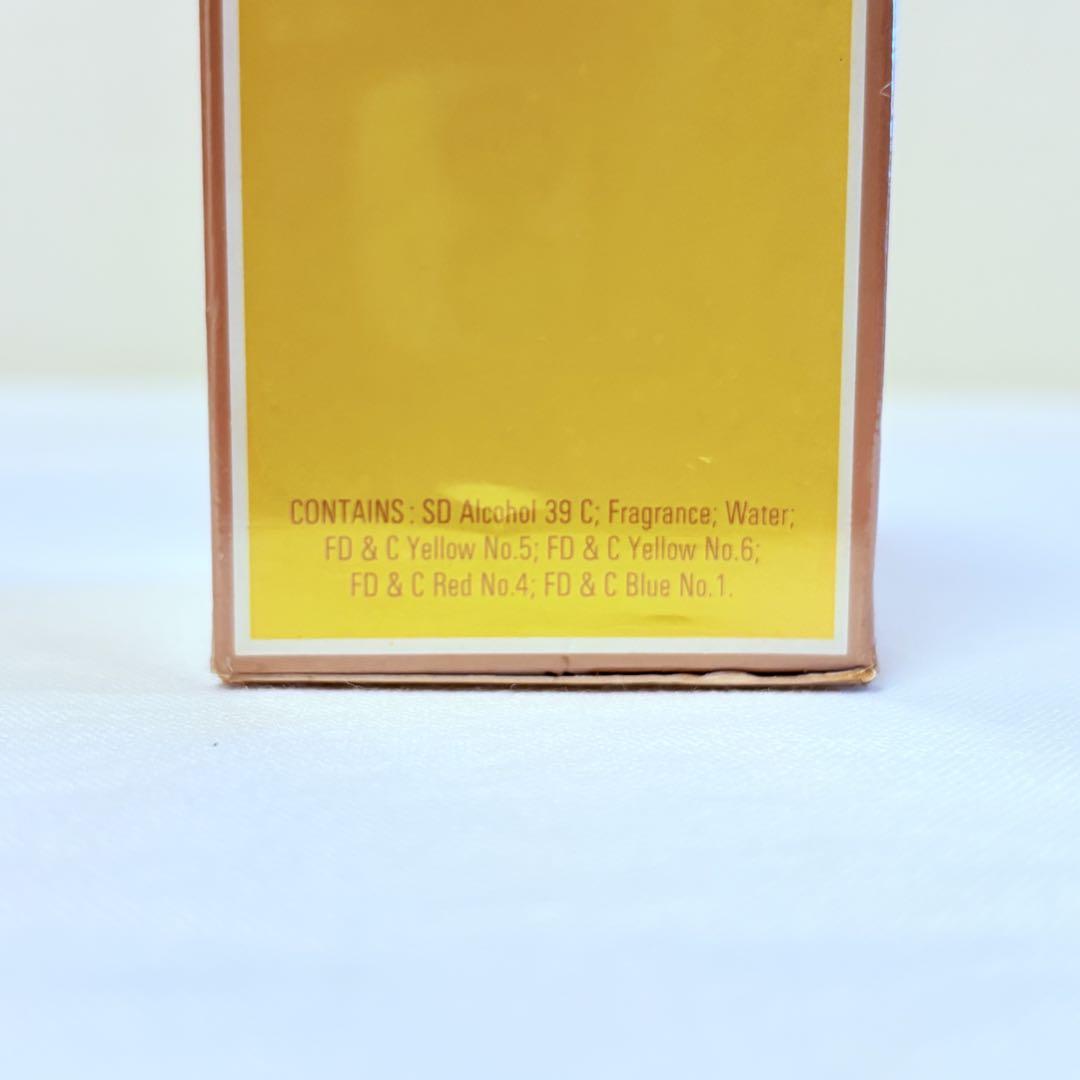 CONTAINS: SD Alcohol 39 C; Fragrance; Water;
FD & C Yellow No.5; FD & C Yellow No.6;
FD & C Red No.4; FD & C Blue No.1.